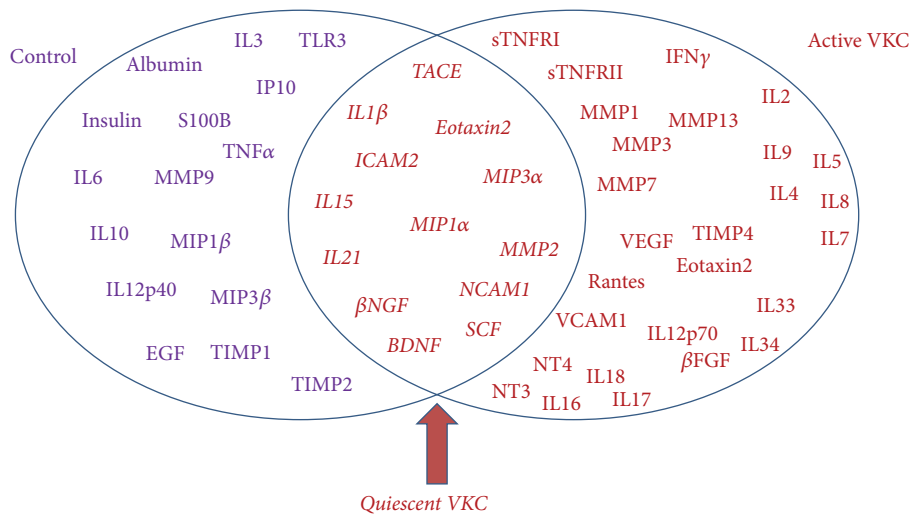 Control
IL3
TLR3
Albumin
IP10
Insulin
S100B
TNFα
IL6
MMP9
IL10
MIP1β
IL12p40
MIP3β
EGF
TIMP1
TIMP2
TACE
IL1β
Eotaxin2
ICAM2
MIP3α
IL15
MIP1α
MMP2
IL21
NCAM1
βNGF
SCF
BDNF
sTNFRI
IFNγ
Active VKC
sTNFRII
IL2
MMP1
MMP13
MMP3
IL9
IL5
MMP7
IL4
IL8
VEGF
TIMP4
IL7
Eotaxin2
Rantes
IL33
VCAM1
IL12p70
IL34
βFGF
NT4
IL18
NT3
IL16
IL17
Quiescent VKC